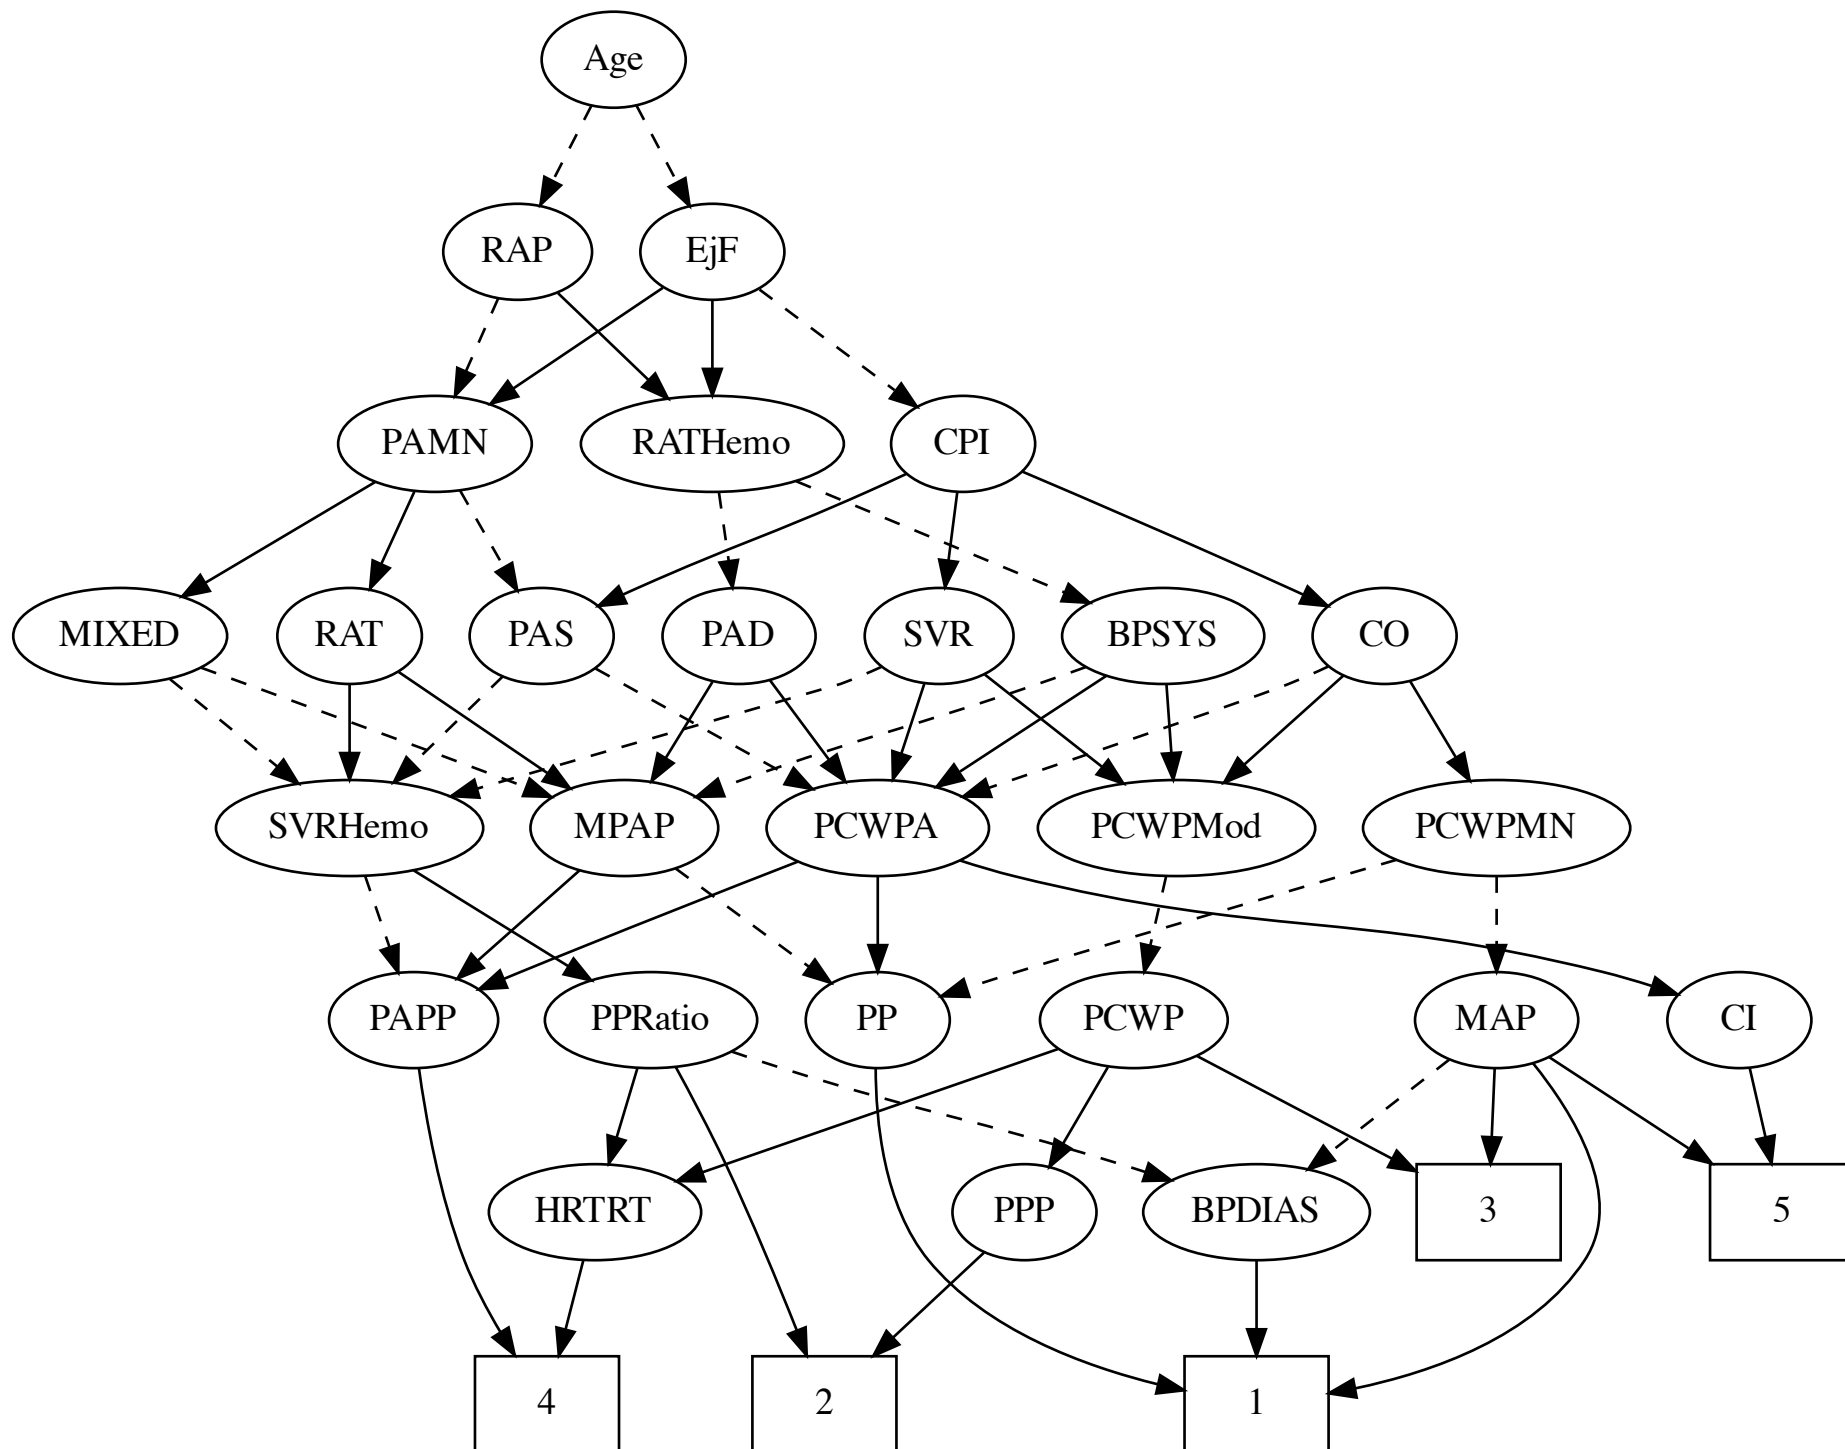 Age
RAP
EjF
PAMN
RATHemo
CPI
MIXED
RAT
PAS
PAD
SVR
BPSYS
CO
SVRHemo
MPAP
PCWPA
PCWPMod
PCWPMN
PAPP
PPRatio
PP
PCWP
MAP
CI
HRTRT
PPP
BPDIAS
3
5
4
2
1